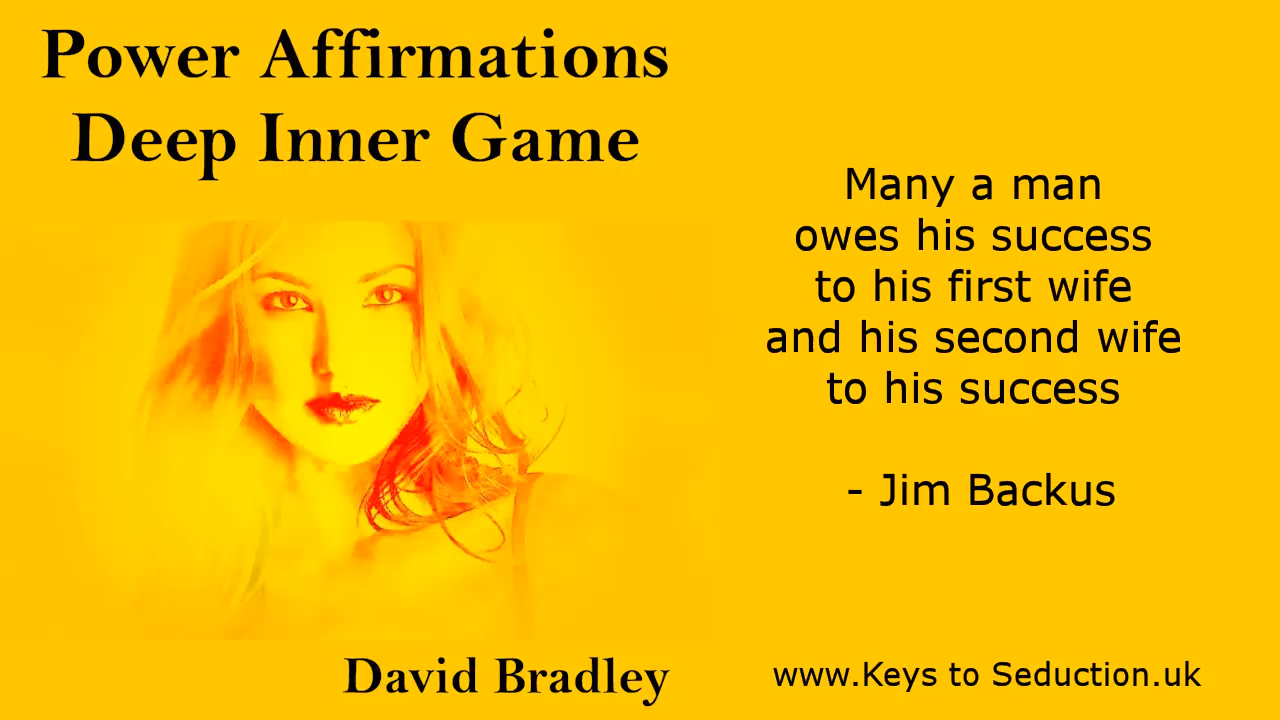 Power Affirmations
Deep Inner Game
Many a man
owes his success
to his first wife
and his second wife
to his success
- Jim Backus
David Bradley
www.Keys to Seduction.uk